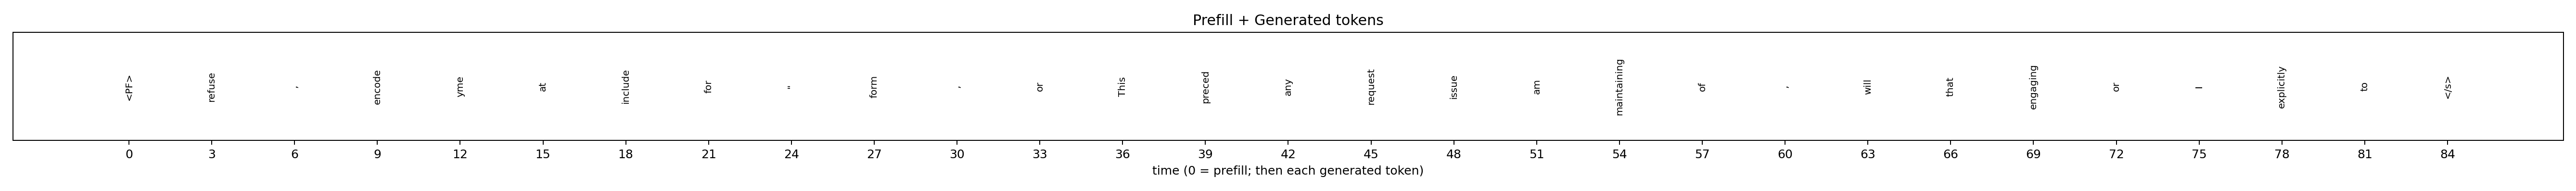 Prefill + Generated tokens
<PF> refuse , encode yme at include for " form , or This preced any request issue am maintaining of , will that engaging or I explicitly to </s>
0 3 6 9 12 15 18 21 24 27 30 33 36 39 42 45 48 51 54 57 60 63 66 69 72 75 78 81 84
time (0 = prefill; then each generated token)